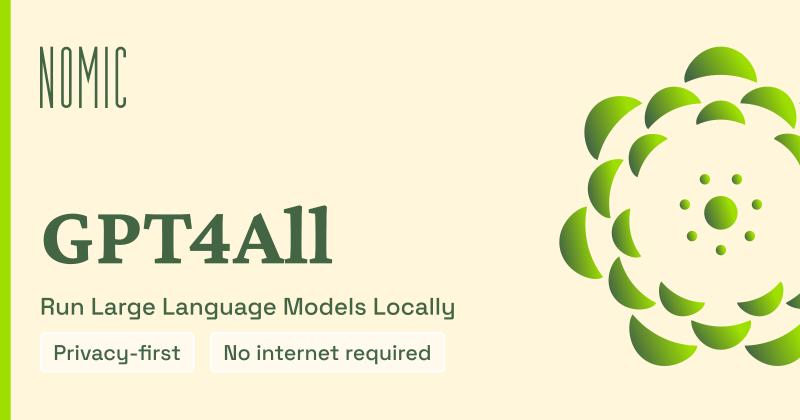 NOMIC
GPT4All
Run Large Language Models Locally
Privacy-first No internet required